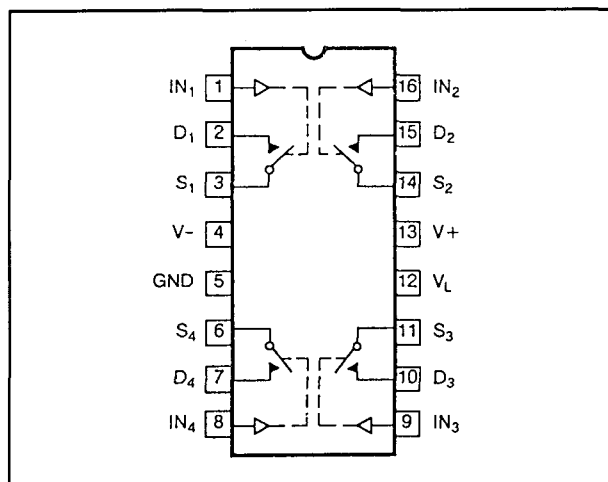 IN₁ 1 16 IN₂
D₁ 2 15 D₂
S₁ 3 14 S₂
V- 4 13 V+
GND 5 12 V_L
S₄ 6 11 S₃
D₄ 7 10 D₃
IN₄ 8 9 IN₃